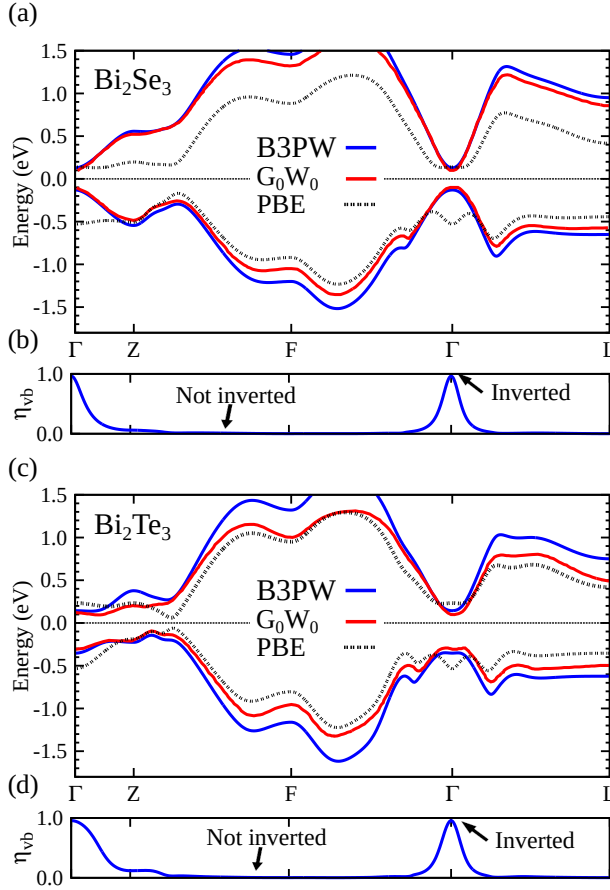 (a)
Bi₂Se₃
1.5
1.0
0.5
0.0
-0.5
-1.0
-1.5
Energy (eV)
B3PW
G₀W₀
PBE
Γ Z F Γ L
(b)
1.0
0.0
η_vb
Not inverted
Inverted
(c)
Bi₂Te₃
1.5
1.0
0.5
0.0
-0.5
-1.0
-1.5
Energy (eV)
B3PW
G₀W₀
PBE
Γ Z F Γ L
(d)
1.0
0.0
η_vb
Not inverted
Inverted